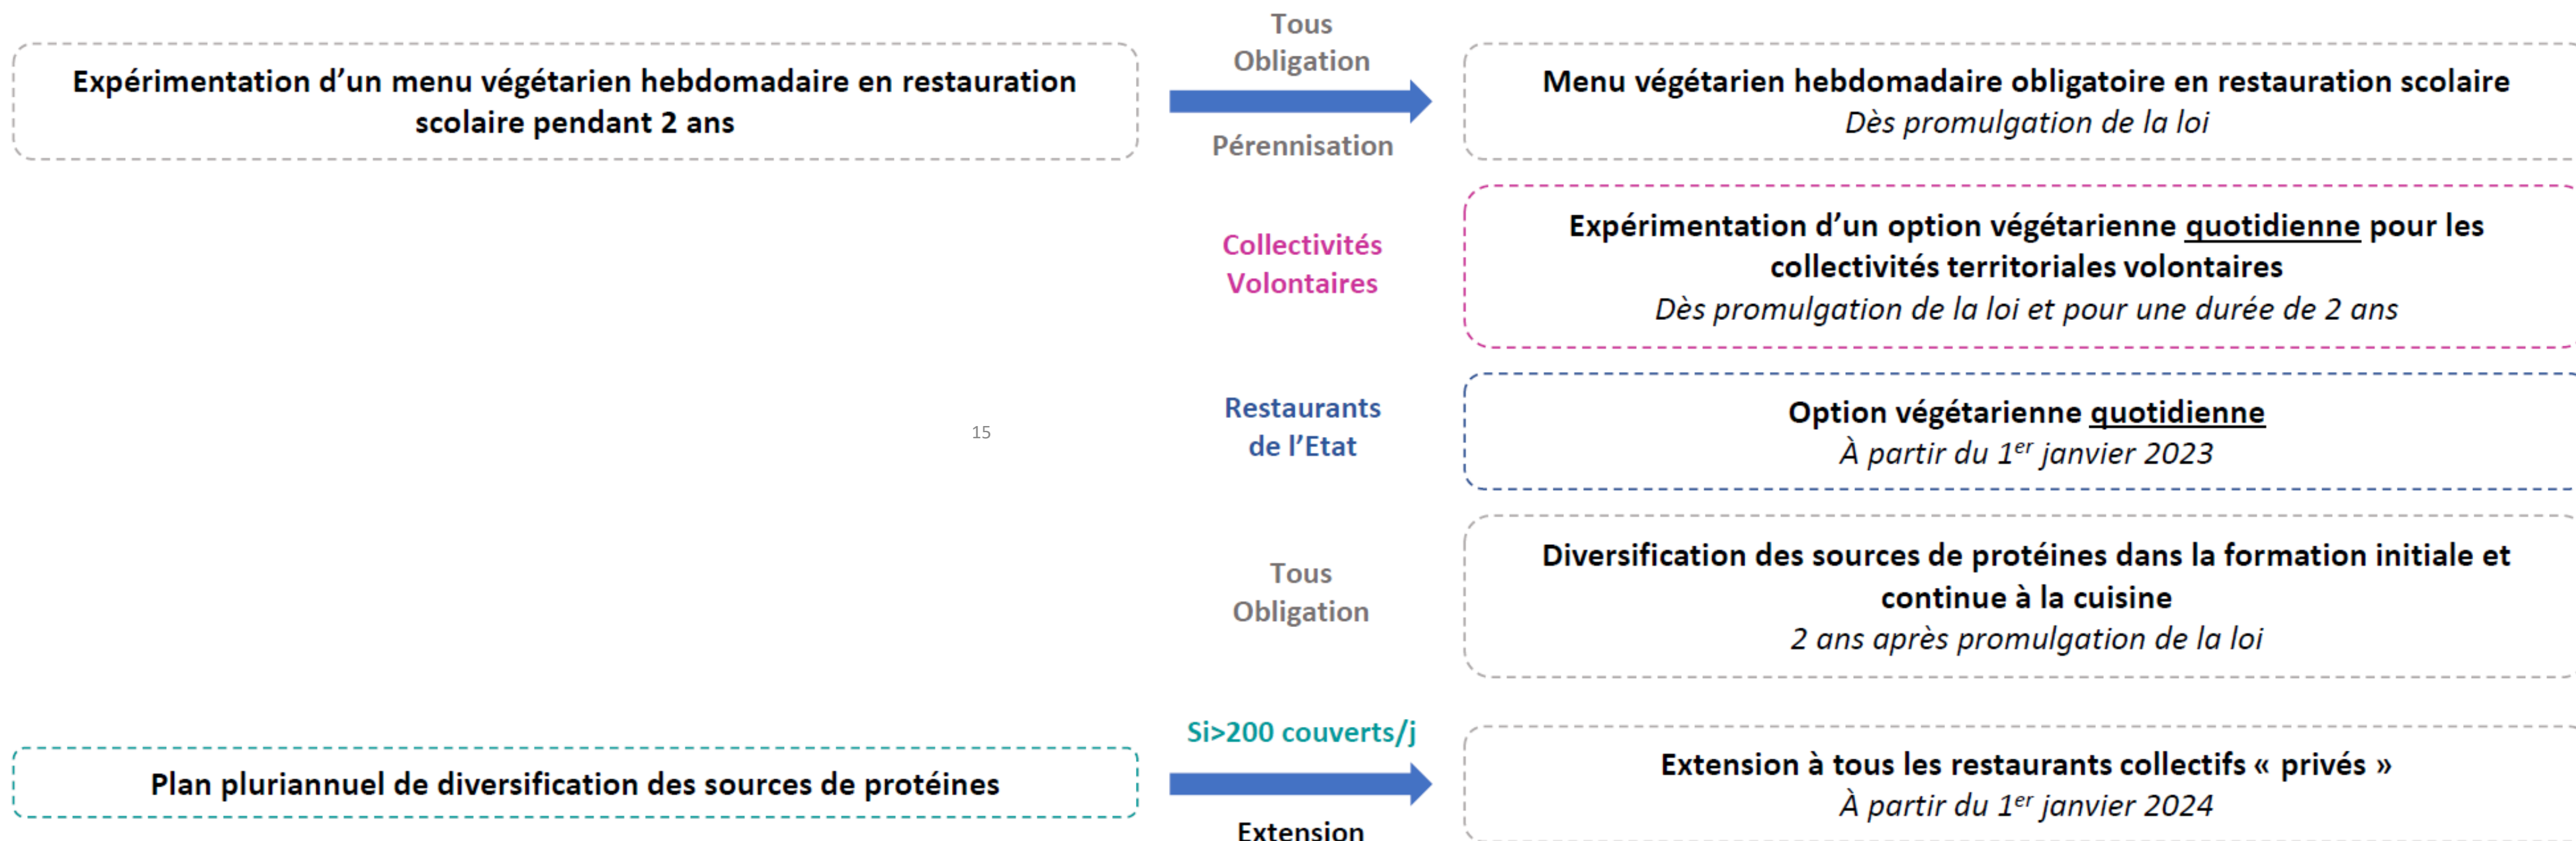 Expérimentation d'un menu végétarien hebdomadaire en restauration
scolaire pendant 2 ans
Tous
Obligation
Pérennisation
Menu végétarien hebdomadaire obligatoire en restauration scolaire
Dès promulgation de la loi
Collectivités
Volontaires
Expérimentation d'un option végétarienne quotidienne pour les
collectivités territoriales volontaires
Dès promulgation de la loi et pour une durée de 2 ans
15
Restaurants
de l'Etat
Option végétarienne quotidienne
À partir du 1er janvier 2023
Tous
Obligation
Diversification des sources de protéines dans la formation initiale et
continue à la cuisine
2 ans après promulgation de la loi
Plan pluriannuel de diversification des sources de protéines
Si>200 couverts/j
Extension
Extension à tous les restaurants collectifs « privés »
À partir du 1er janvier 2024